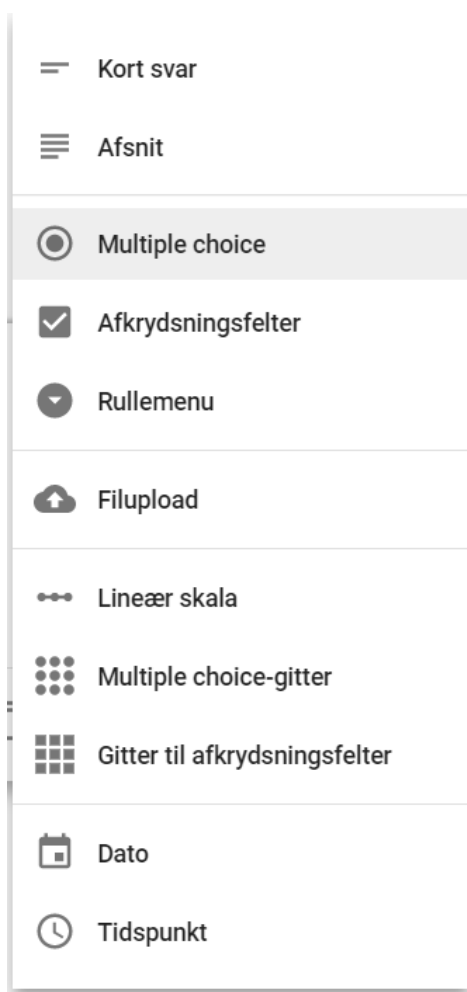 Kort svar
Afsnit
Multiple choice
Afkrydsningsfelter
Rullemenu
Filupload
Lineær skala
Multiple choice-gitter
Gitter til afkrydsningsfelter
Dato
Tidspunkt